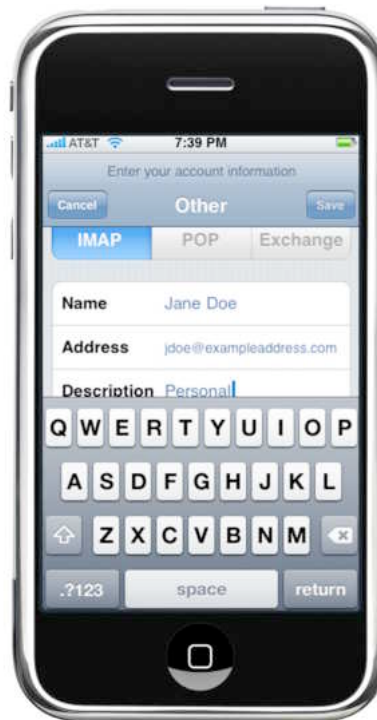 AT&T 7:39 PM
Enter your account information
Cancel Other Save
IMAP POP Exchange
Name Jane Doe
Address jdoe@exampleaddress.com
Description Personal
Q W E R T Y U I O P
A S D F G H J K L
Z X C V B N M
.?123 space return